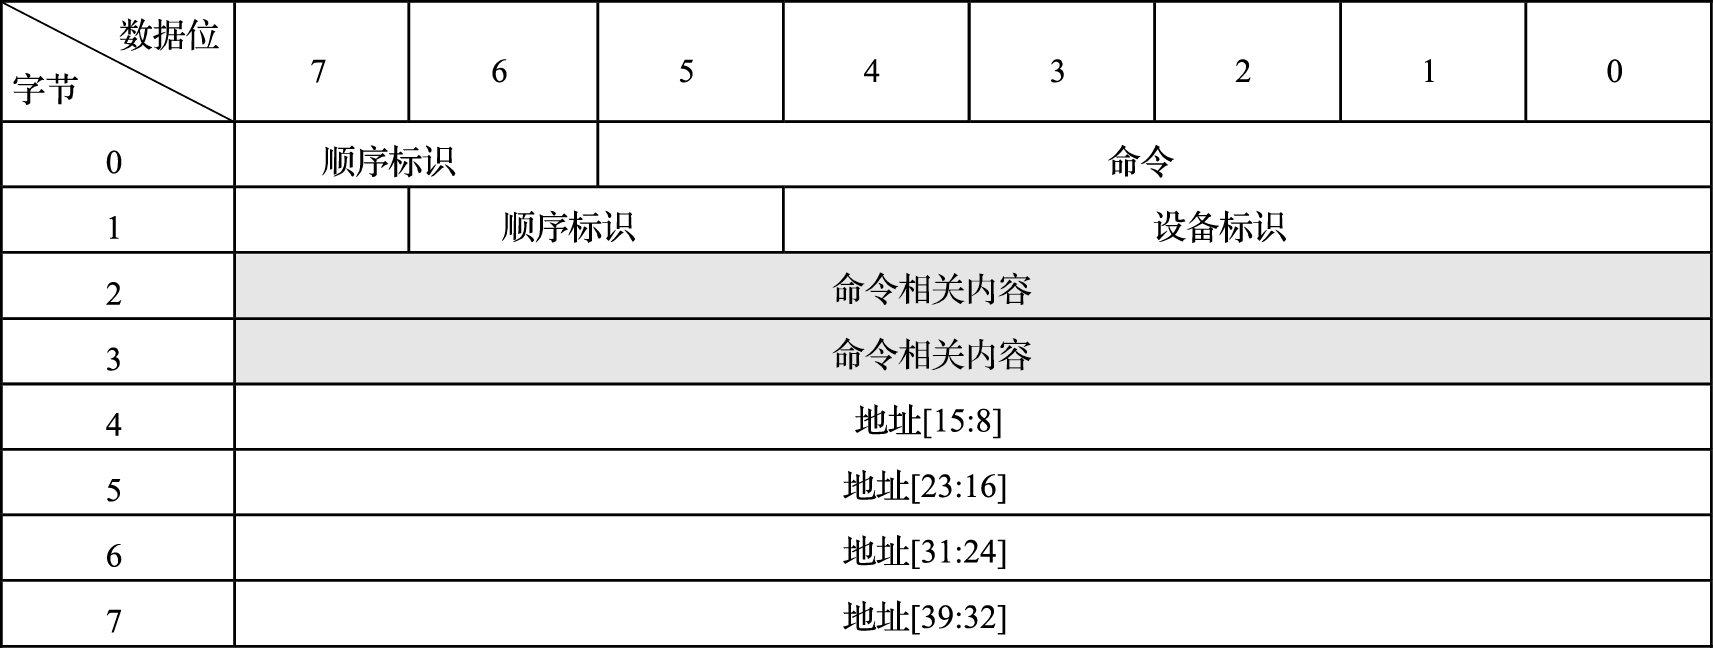 数据位
字节
7 6 5 4 3 2 1 0
0 顺序标识 命令
1 顺序标识 设备标识
2 命令相关内容
3 命令相关内容
4 地址[15:8]
5 地址[23:16]
6 地址[31:24]
7 地址[39:32]